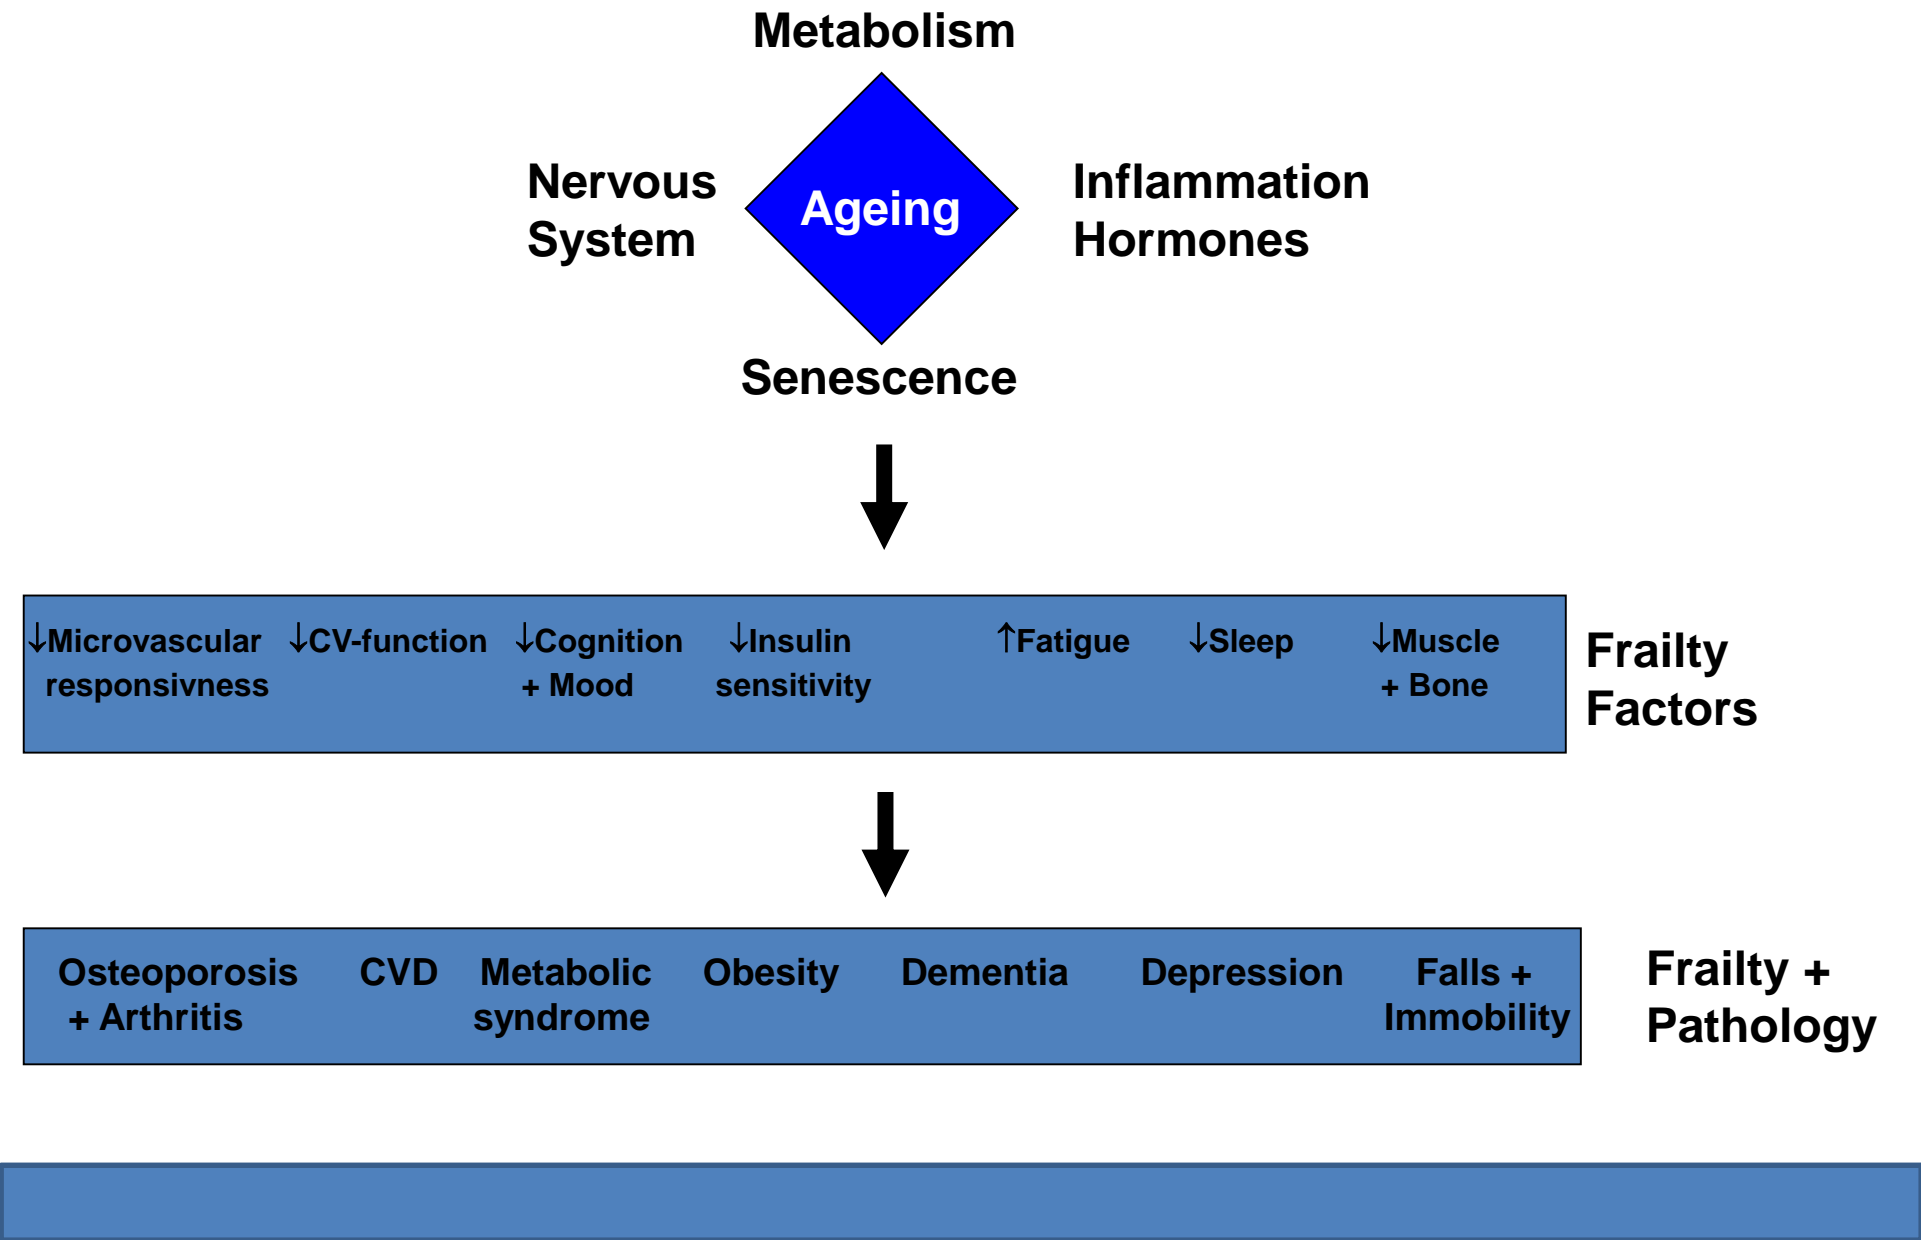 Metabolism
Nervous
System
Ageing
Inflammation
Hormones
Senescence
↓Microvascular ↓CV-function ↓Cognition ↓Insulin ↑Fatigue ↓Sleep ↓Muscle
responsivness + Mood sensitivity + Bone
Frailty
Factors
Osteoporosis CVD Metabolic Obesity Dementia Depression Falls +
+ Arthritis syndrome Immobility
Frailty +
Pathology